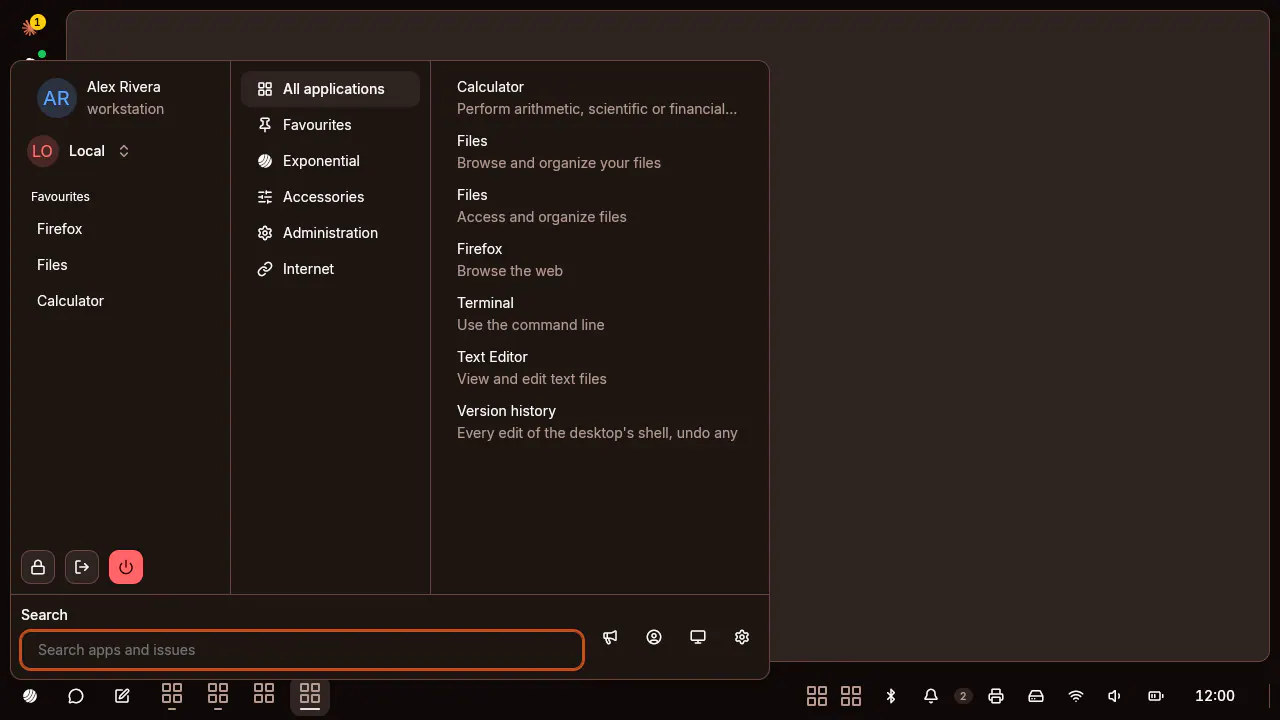 1
AR
Alex Rivera
workstation
LO
Local
Favourites
Firefox
Files
Calculator
All applications
Favourites
Exponential
Accessories
Administration
Internet
Calculator
Perform arithmetic, scientific or financial...
Files
Browse and organize your files
Files
Access and organize files
Firefox
Browse the web
Terminal
Use the command line
Text Editor
View and edit text files
Version history
Every edit of the desktop's shell, undo any
Search
Search apps and issues
2
12:00